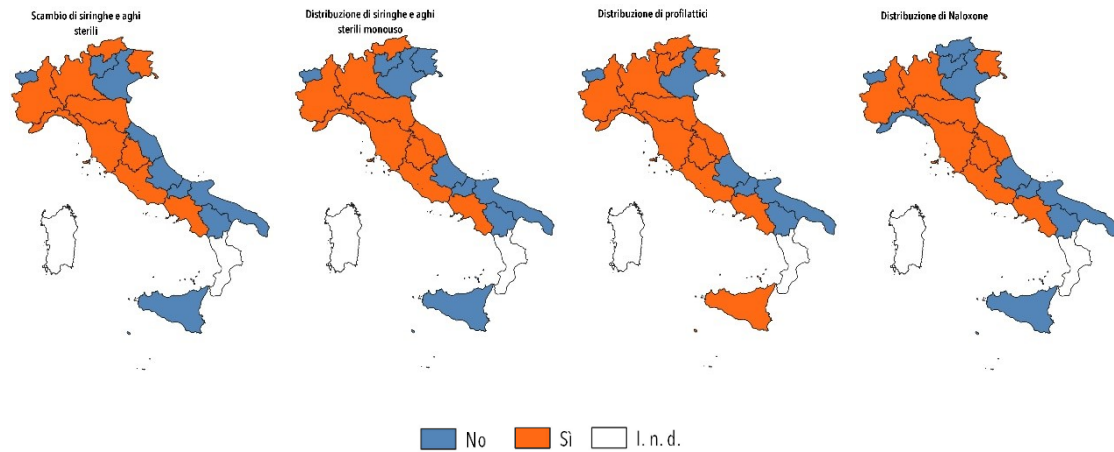 Scambio di siringhe e aghi
sterili
Distribuzione di siringhe e aghi
sterili monouso
Distribuzione di profilattici
Distribuzione di Naloxone
No
Sì
I. n. d.